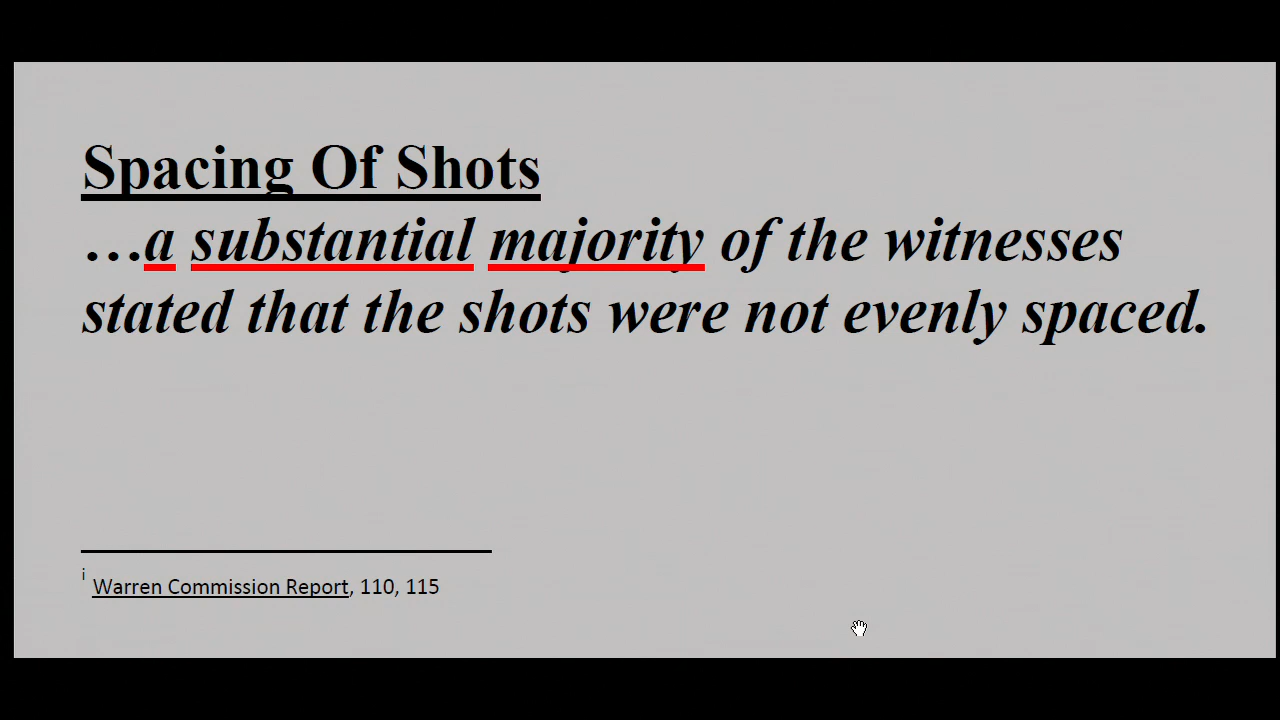 Spacing Of Shots
…a substantial majority of the witnesses
stated that the shots were not evenly spaced.
i Warren Commission Report, 110, 115